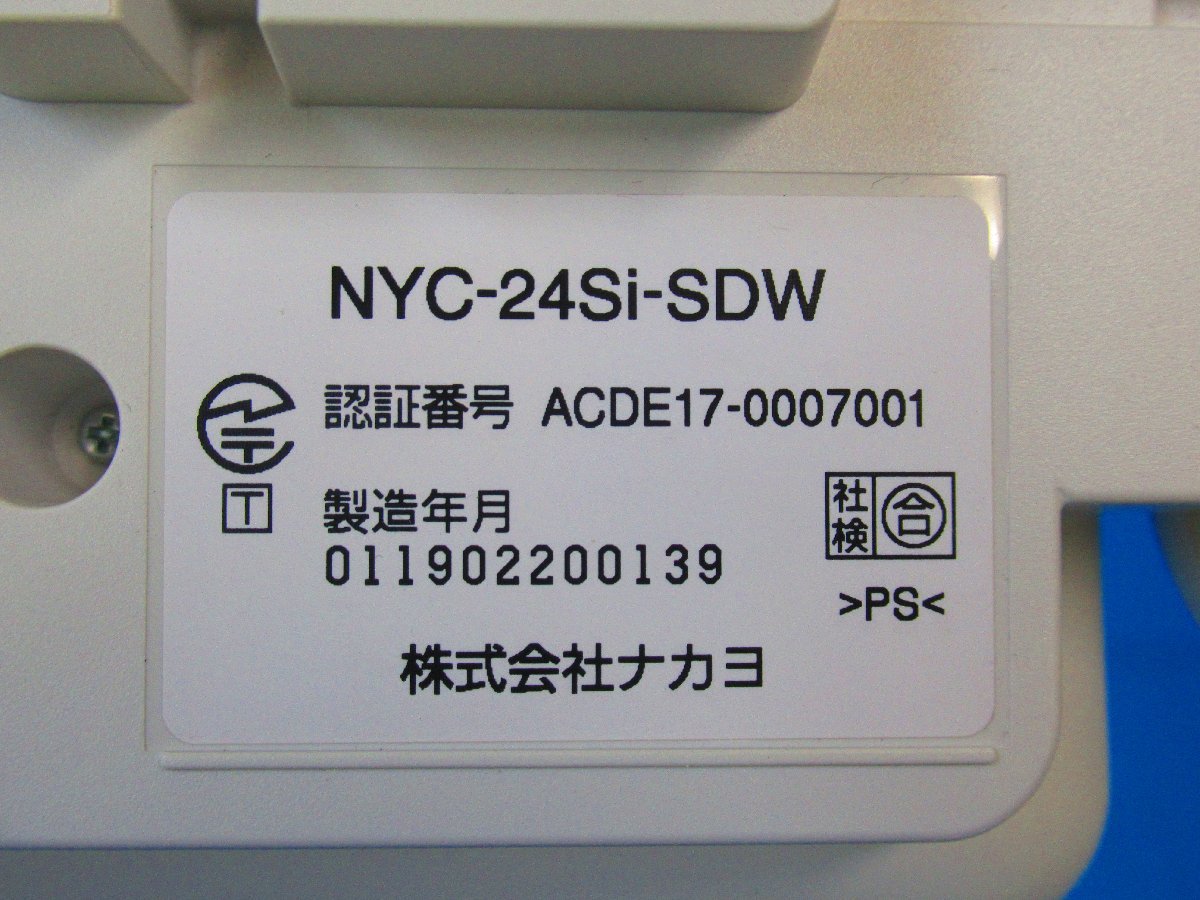 NYC-24Si-SDW
認証番号 ACDE17-0007001
T
製造年月
011902200139
社検 合
>PS<
株式会社ナカヨ